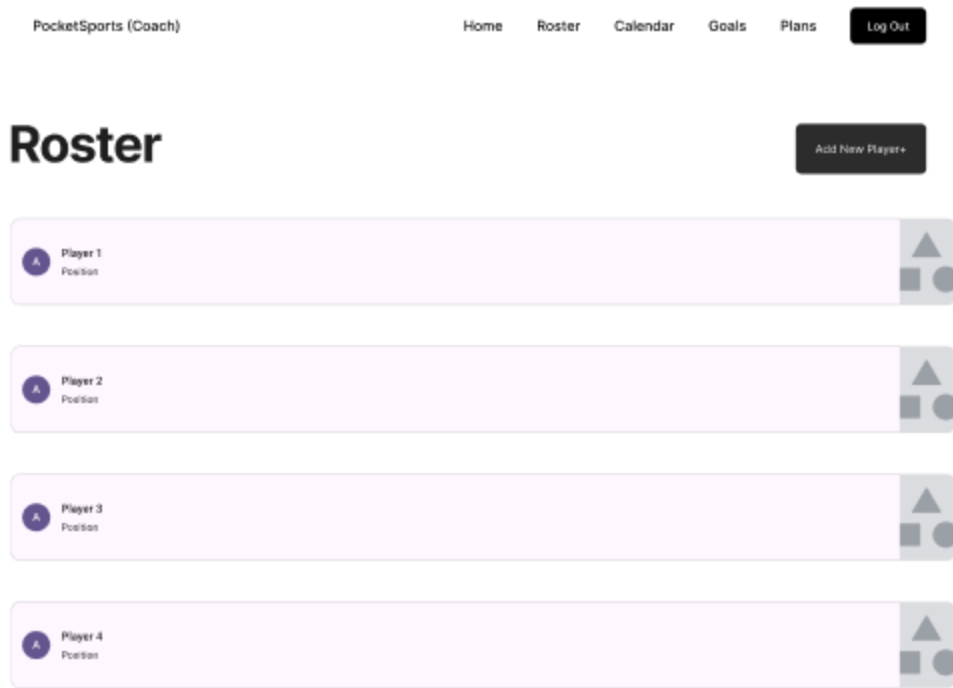 PocketSports (Coach) Home Roster Calendar Goals Plans Log Out
Roster
Add New Player+
A
Player 1
Position
A
Player 2
Position
A
Player 3
Position
A
Player 4
Position